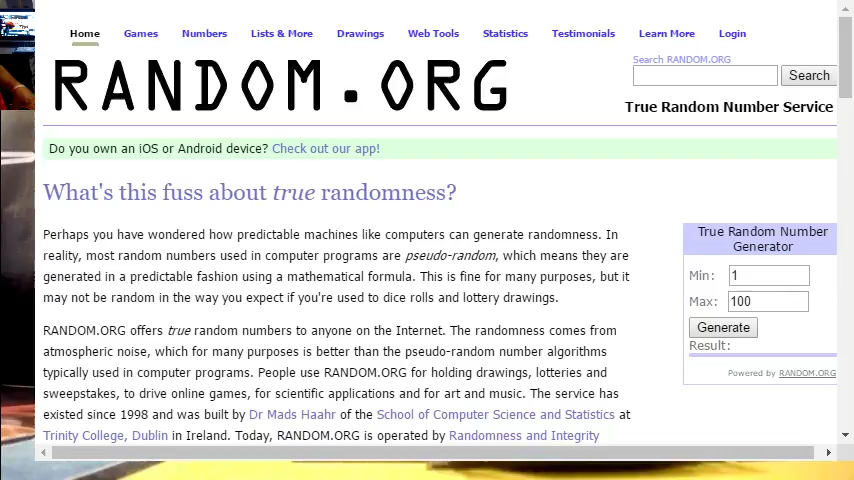 Home Games Numbers Lists & More Drawings Web Tools Statistics Testimonials Learn More Login
RANDOM.ORG
Search RANDOM.ORG
Search
True Random Number Service
Do you own an iOS or Android device? Check out our app!
What's this fuss about true randomness?
Perhaps you have wondered how predictable machines like computers can generate randomness. In
reality, most random numbers used in computer programs are pseudo-random, which means they are
generated in a predictable fashion using a mathematical formula. This is fine for many purposes, but it
may not be random in the way you expect if you're used to dice rolls and lottery drawings.
RANDOM.ORG offers true random numbers to anyone on the Internet. The randomness comes from
atmospheric noise, which for many purposes is better than the pseudo-random number algorithms
typically used in computer programs. People use RANDOM.ORG for holding drawings, lotteries and
sweepstakes, to drive online games, for scientific applications and for art and music. The service has
existed since 1998 and was built by Dr Mads Haahr of the School of Computer Science and Statistics at
Trinity College, Dublin in Ireland. Today, RANDOM.ORG is operated by Randomness and Integrity
True Random Number
Generator
Min: 1
Max: 100
Generate
Result:
Powered by RANDOM.ORG